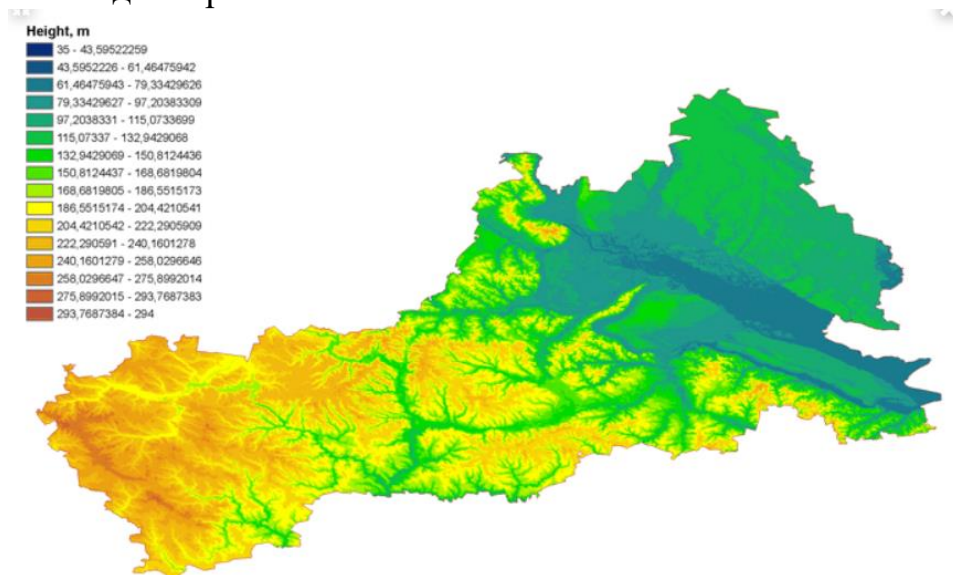 Height, m
35 - 43,59522259
43,5952226 - 61,46475942
61,46475943 - 79,33429626
79,33429627 - 97,20383309
97,2038331 - 115,0733699
115,07337 - 132,9429068
132,9429069 - 150,8124436
150,8124437 - 168,6819804
168,6819805 - 186,5515173
186,5515174 - 204,4210541
204,4210542 - 222,2905909
222,290591 - 240,1601278
240,1601279 - 258,0296646
258,0296647 - 275,8992014
275,8992015 - 293,7687383
293,7687384 - 294